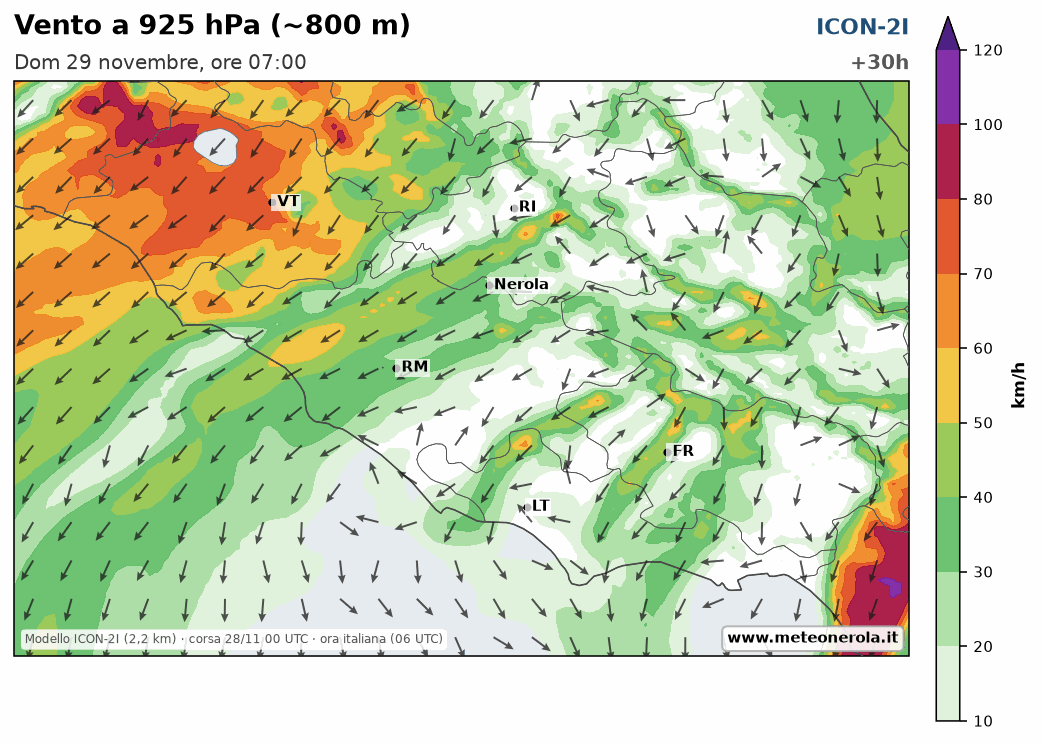 Vento a 925 hPa (~800 m)
ICON-2I
Dom 29 novembre, ore 07:00
+30h
VT
RI
Nerola
RM
FR
LT
Modello ICON-2I (2,2 km) · corsa 28/11 00 UTC · ora italiana (06 UTC)
www.meteonerola.it
120
100
80
70
60
50
40
30
20
10
km/h